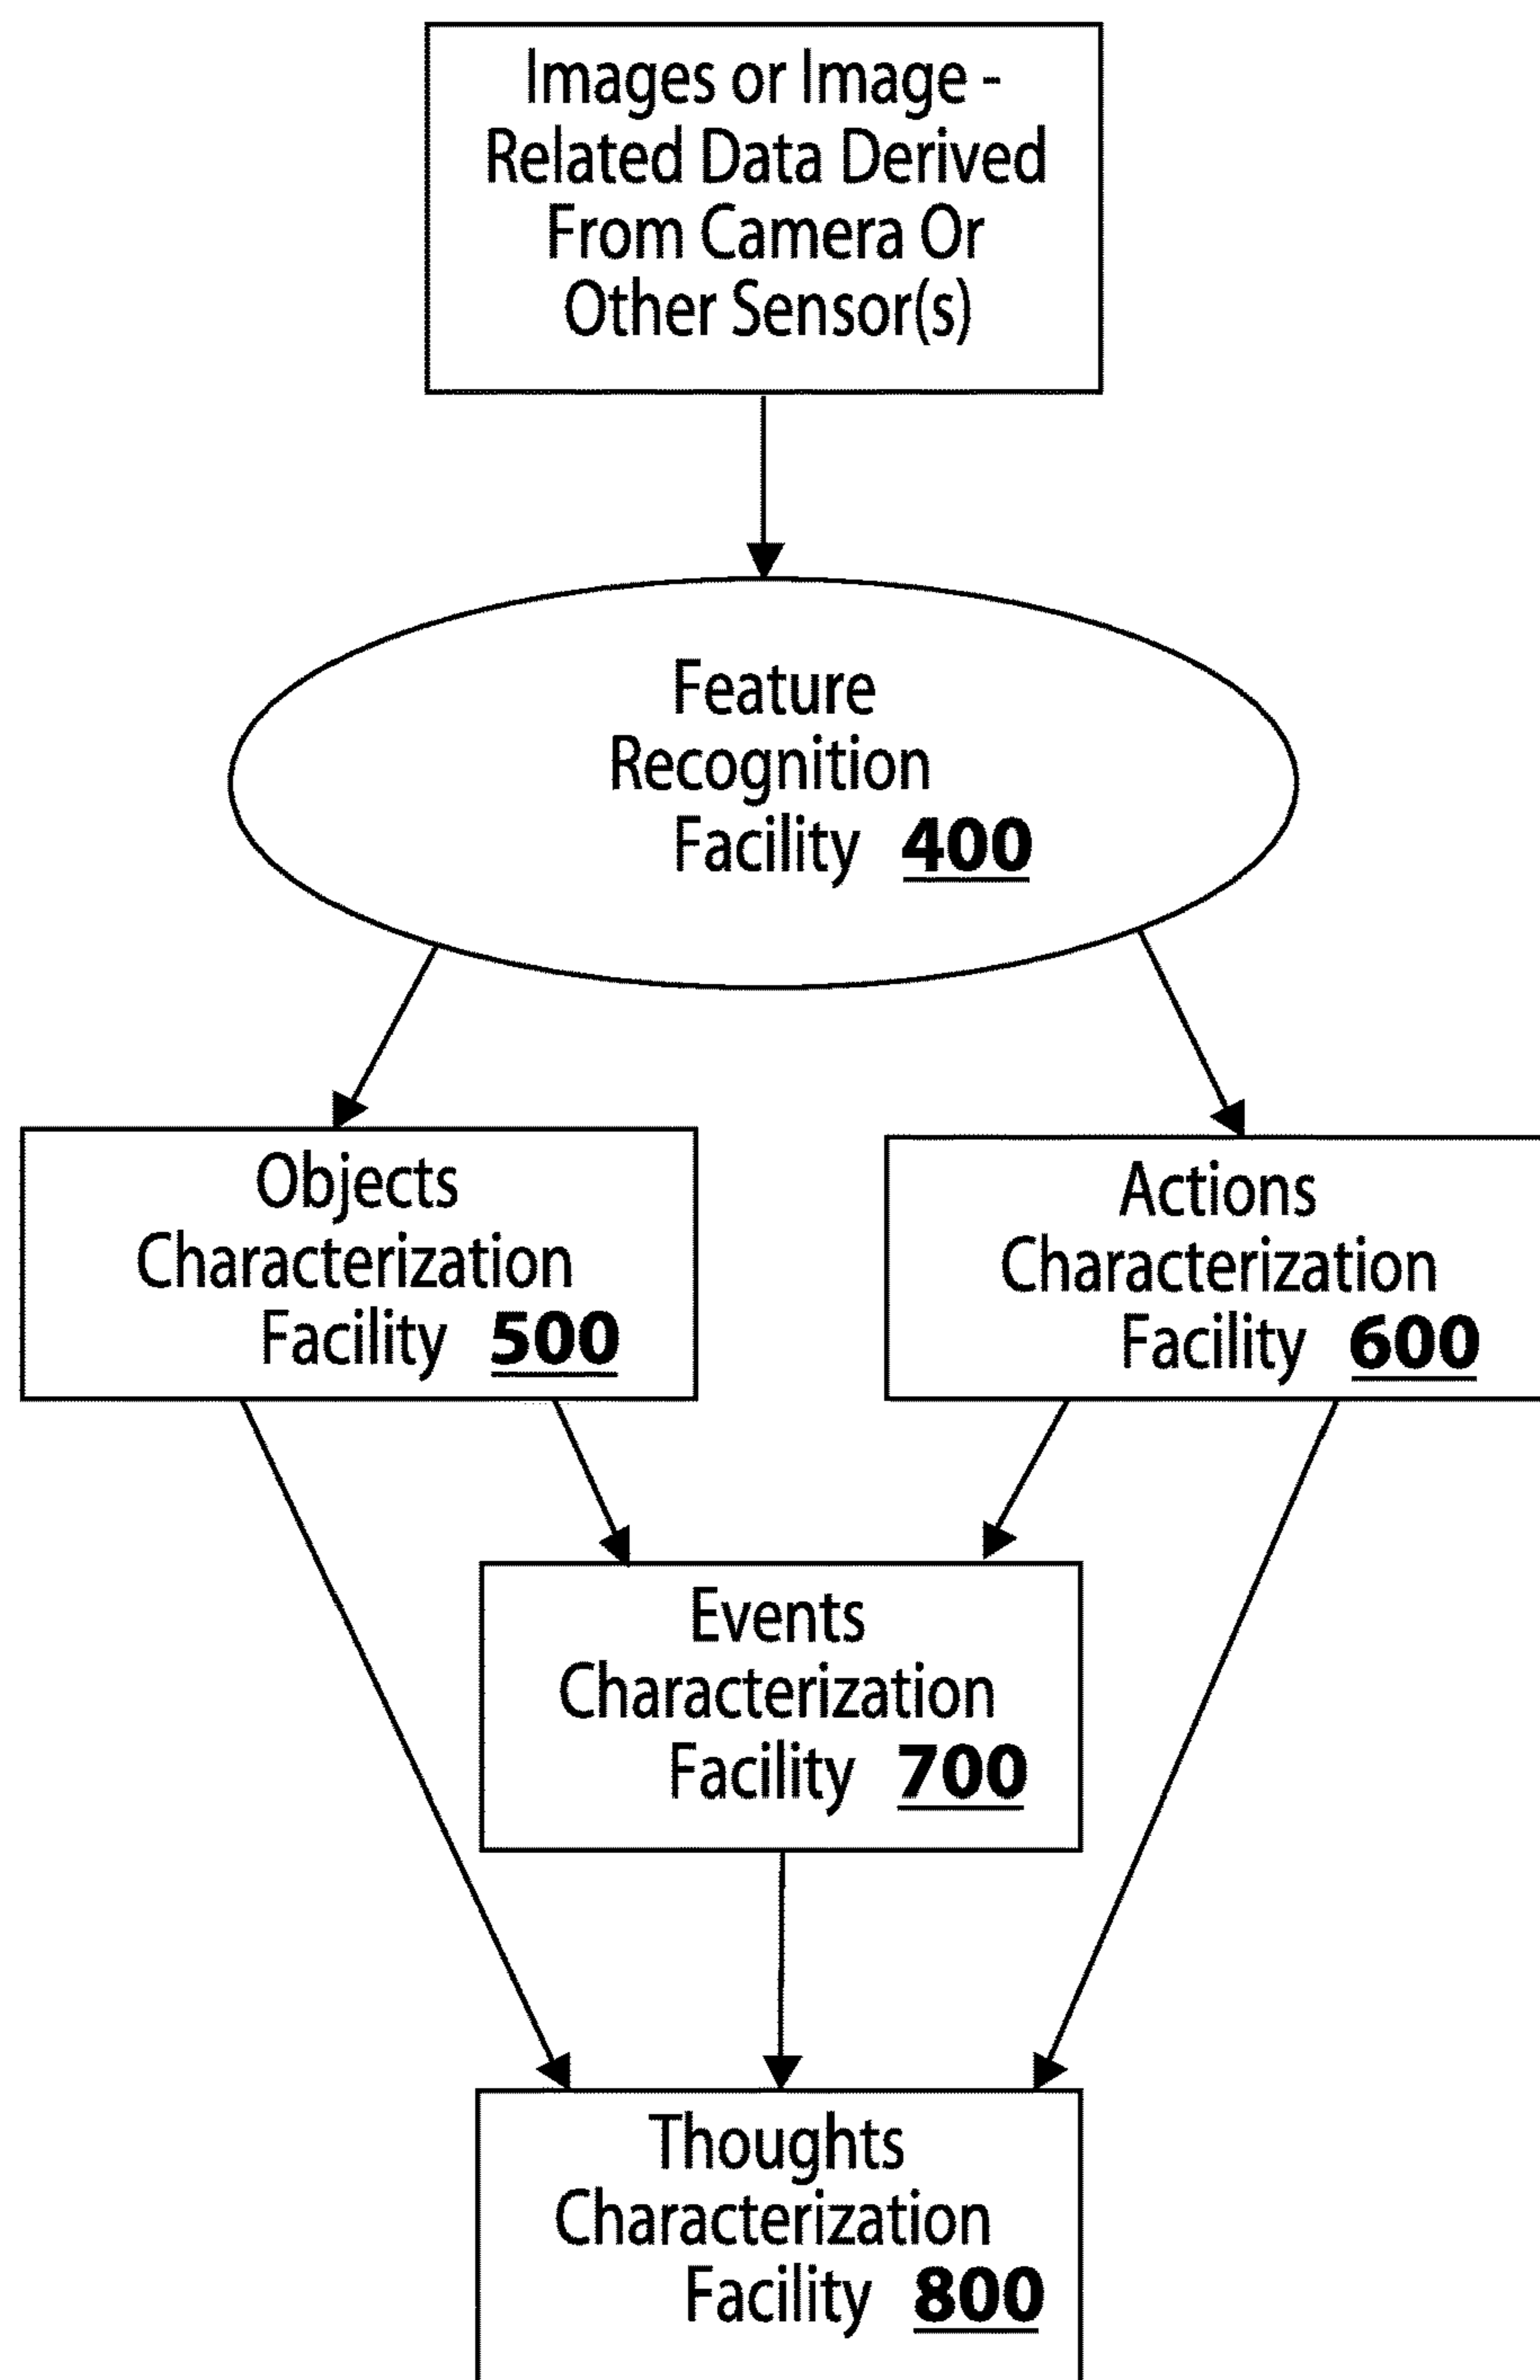 Images or Image -
Related Data Derived
From Camera Or
Other Sensor(s)
Feature
Recognition
Facility 400
Objects
Characterization
Facility 500
Actions
Characterization
Facility 600
Events
Characterization
Facility 700
Thoughts
Characterization
Facility 800